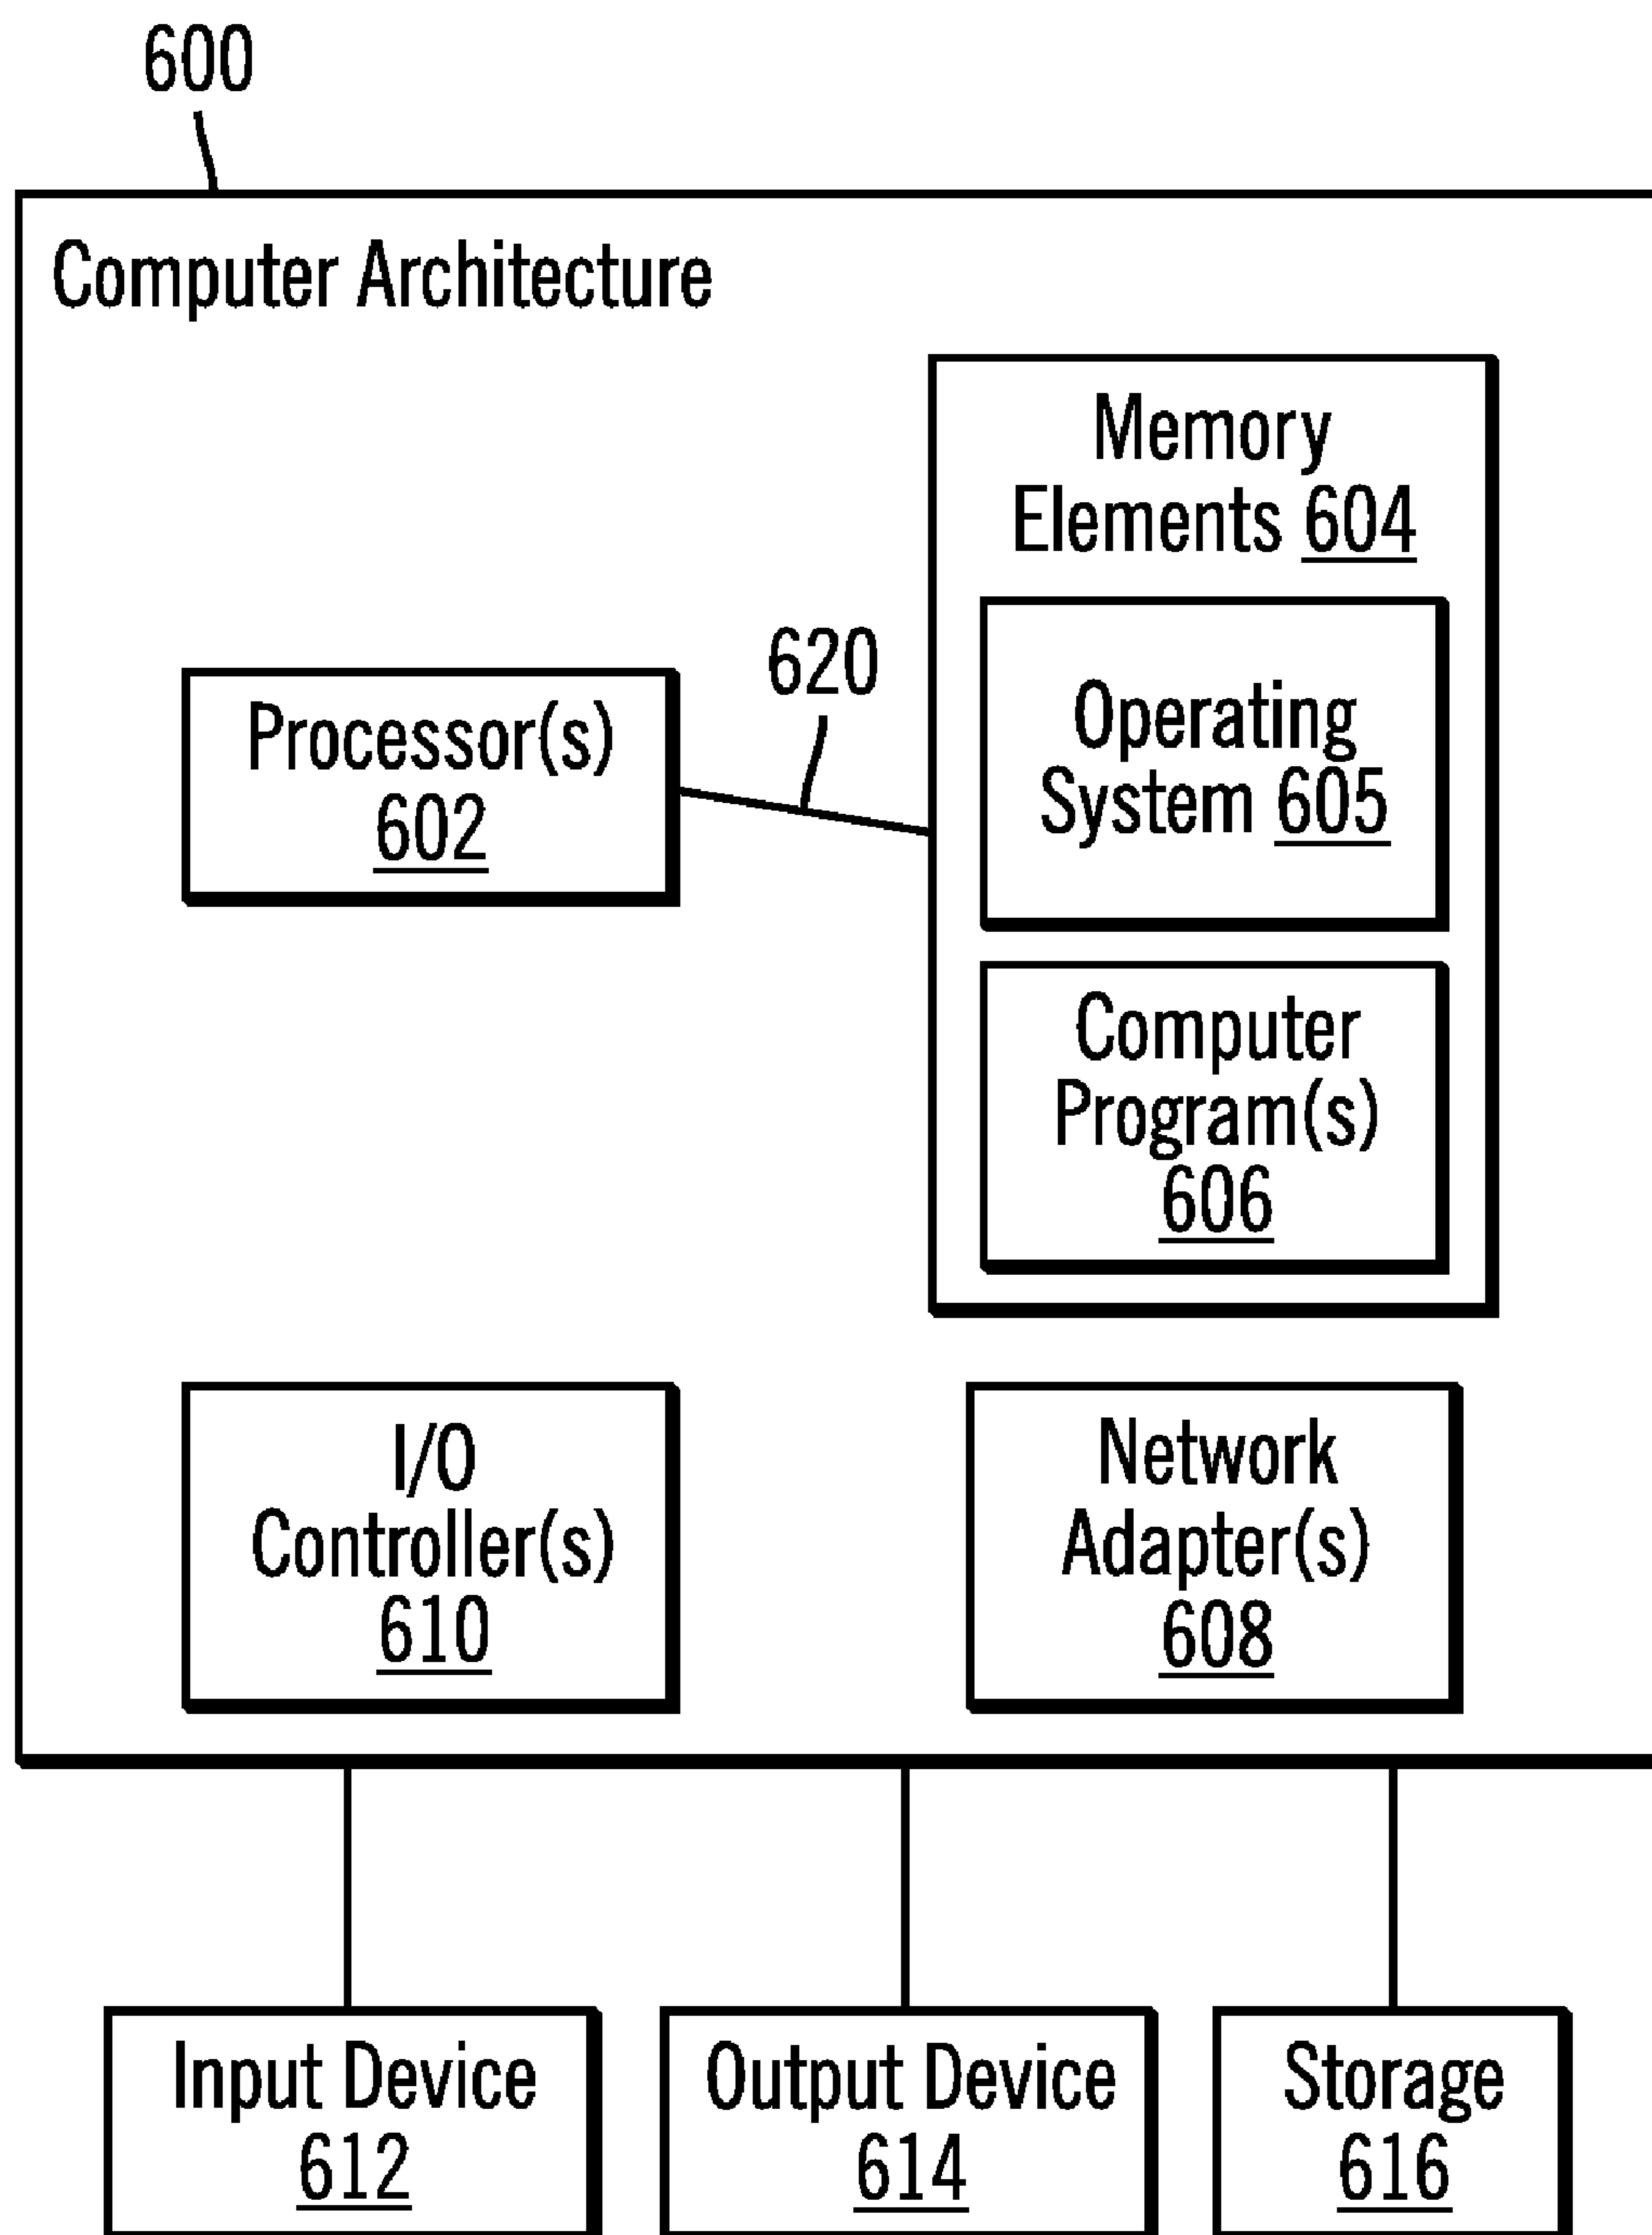 600
Computer Architecture
Memory
Elements 604
620
Processor(s)
602
Operating
System 605
Computer
Program(s)
606
I/O
Controller(s)
610
Network
Adapter(s)
608
Input Device
612
Output Device
614
Storage
616